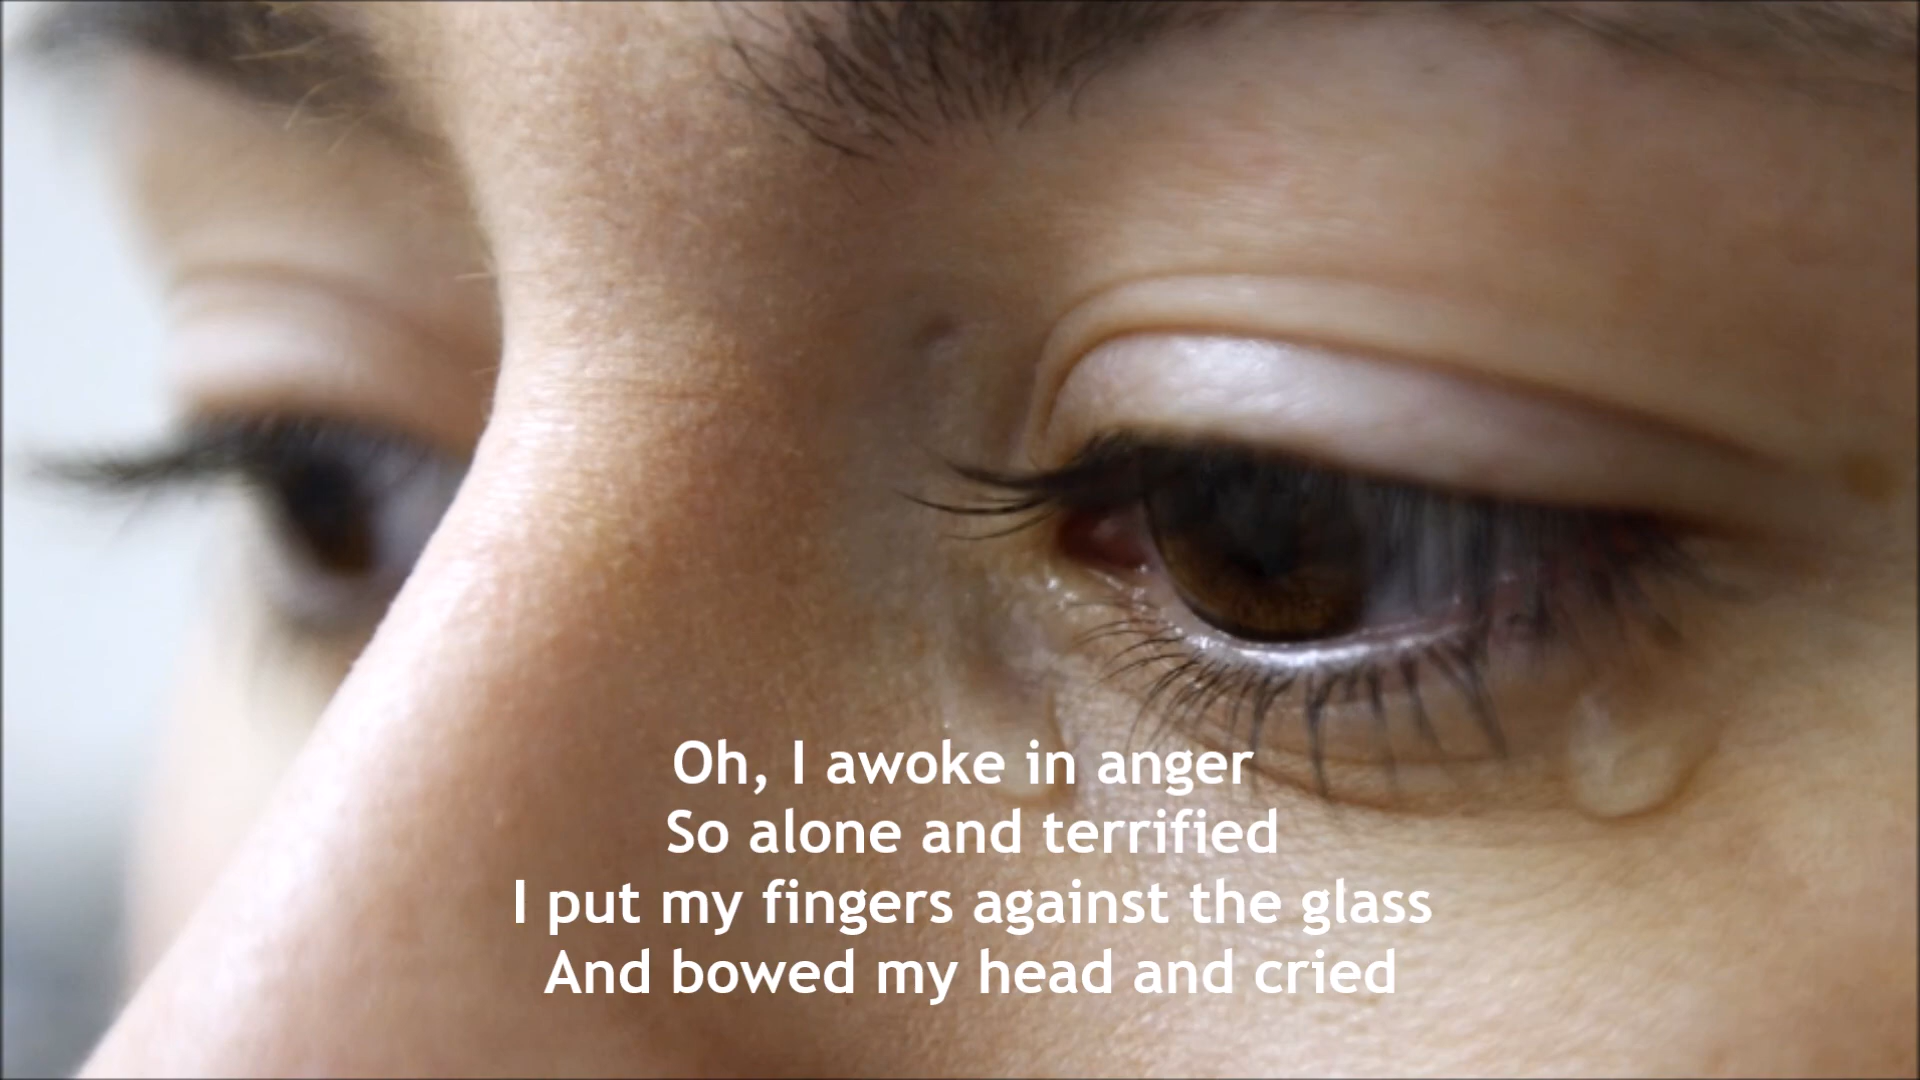 Oh, I awoke in anger
So alone and terrified
I put my fingers against the glass
And bowed my head and cried